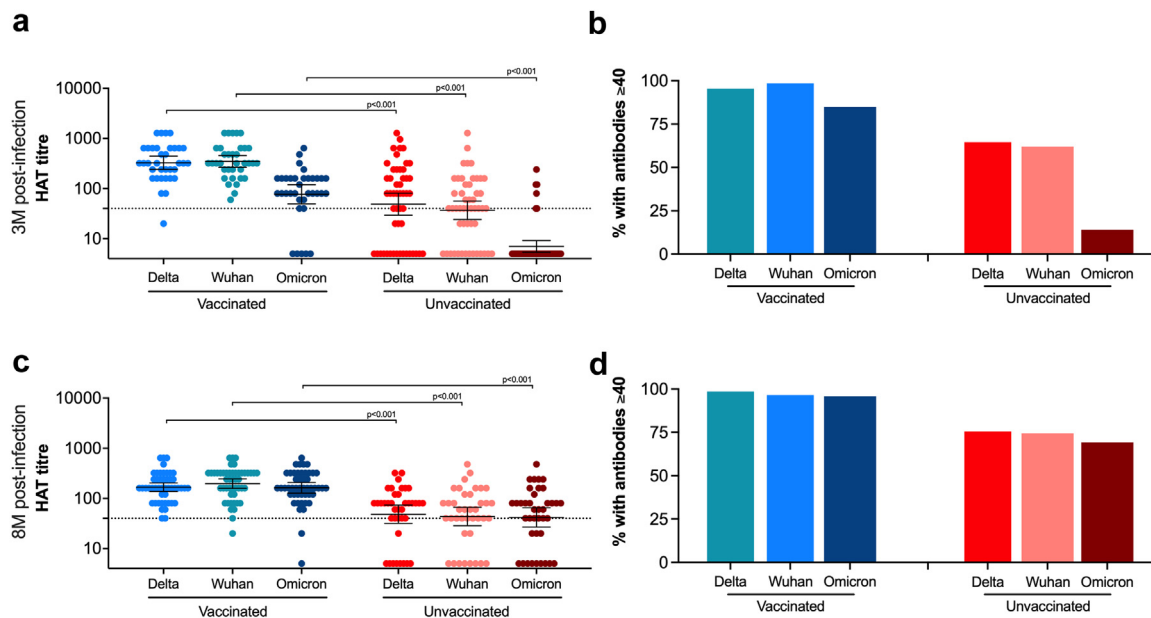 a
3M post-infection
HAT titre
10000
1000
100
10
p<0.001
p<0.001
p<0.001
Delta Wuhan Omicron Delta Wuhan Omicron
Vaccinated Unvaccinated
b
% with antibodies ≥40
100
75
50
25
0
Delta Wuhan Omicron Delta Wuhan Omicron
Vaccinated Unvaccinated
c
8M post-infection
HAT titre
10000
1000
100
10
p<0.001
p<0.001
p<0.001
Delta Wuhan Omicron Delta Wuhan Omicron
Vaccinated Unvaccinated
d
% with antibodies ≥40
100
75
50
25
0
Delta Wuhan Omicron Delta Wuhan Omicron
Vaccinated Unvaccinated